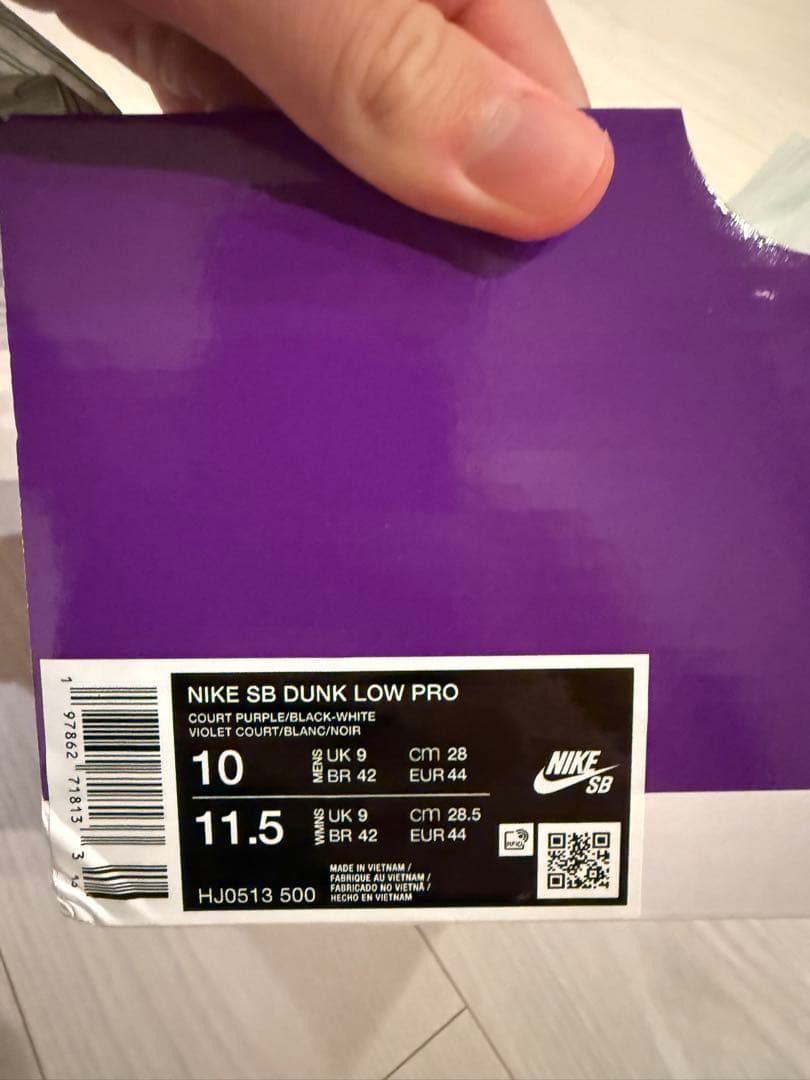 NIKE SB DUNK LOW PRO
COURT PURPLE/BLACK-WHITE
VIOLET COURT/BLANC/NOIR
10 MENS UK 9 cm 28
BR 42 EUR 44
11.5 WMNS UK 9 cm 28.5
BR 42 EUR 44
MADE IN VIETNAM /
FABRIQUE AU VIETNAM /
FABRICADO NO VIETNÃ /
HECHO EN VIETNAM
HJ0513 500
NIKE
SB
RFID
1 97862 71813 3